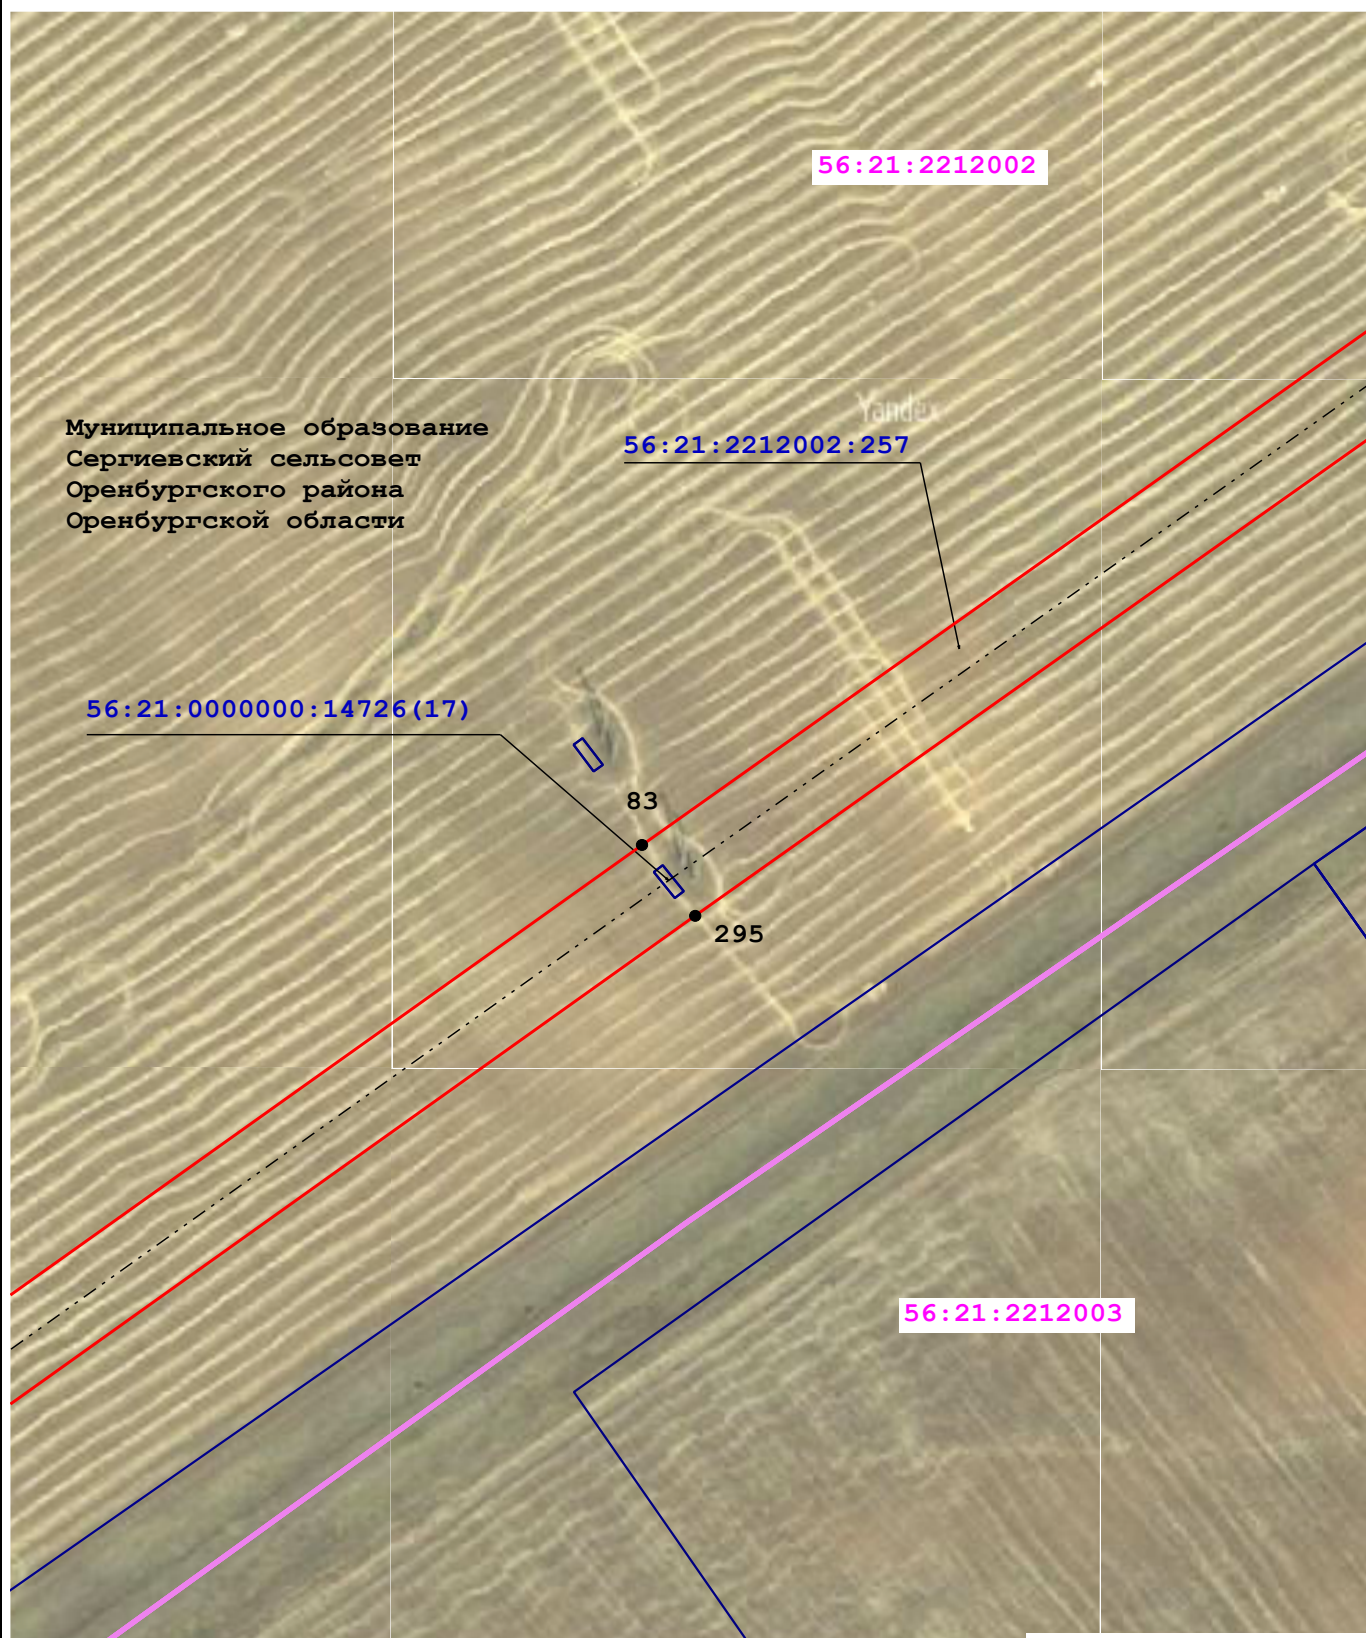 56:21:2212002
Yandex
Муниципальное образование
Сергиевский сельсовет
Оренбургского района
Оренбургской области
56:21:2212002:257
56:21:0000000:14726(17)
83
295
56:21:2212003